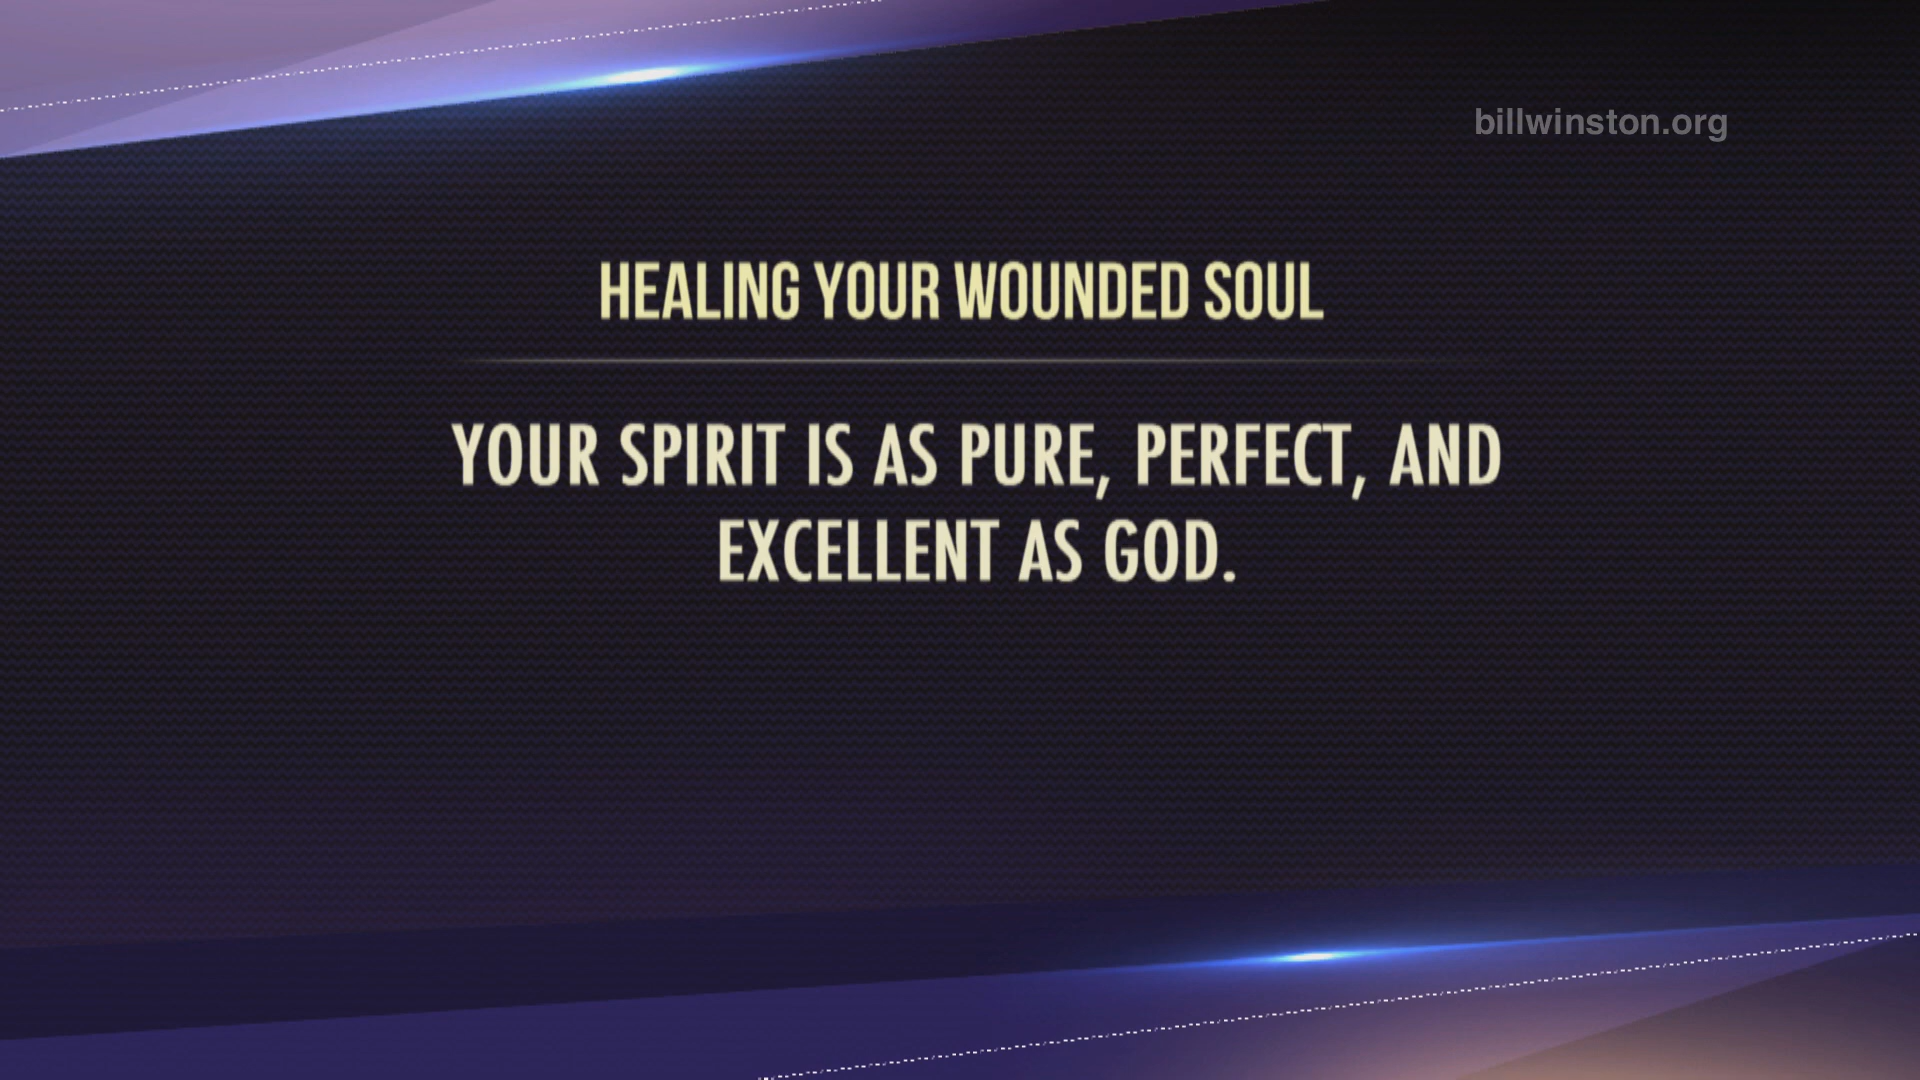 billwinston.org
HEALING YOUR WOUNDED SOUL
YOUR SPIRIT IS AS PURE, PERFECT, AND
EXCELLENT AS GOD.